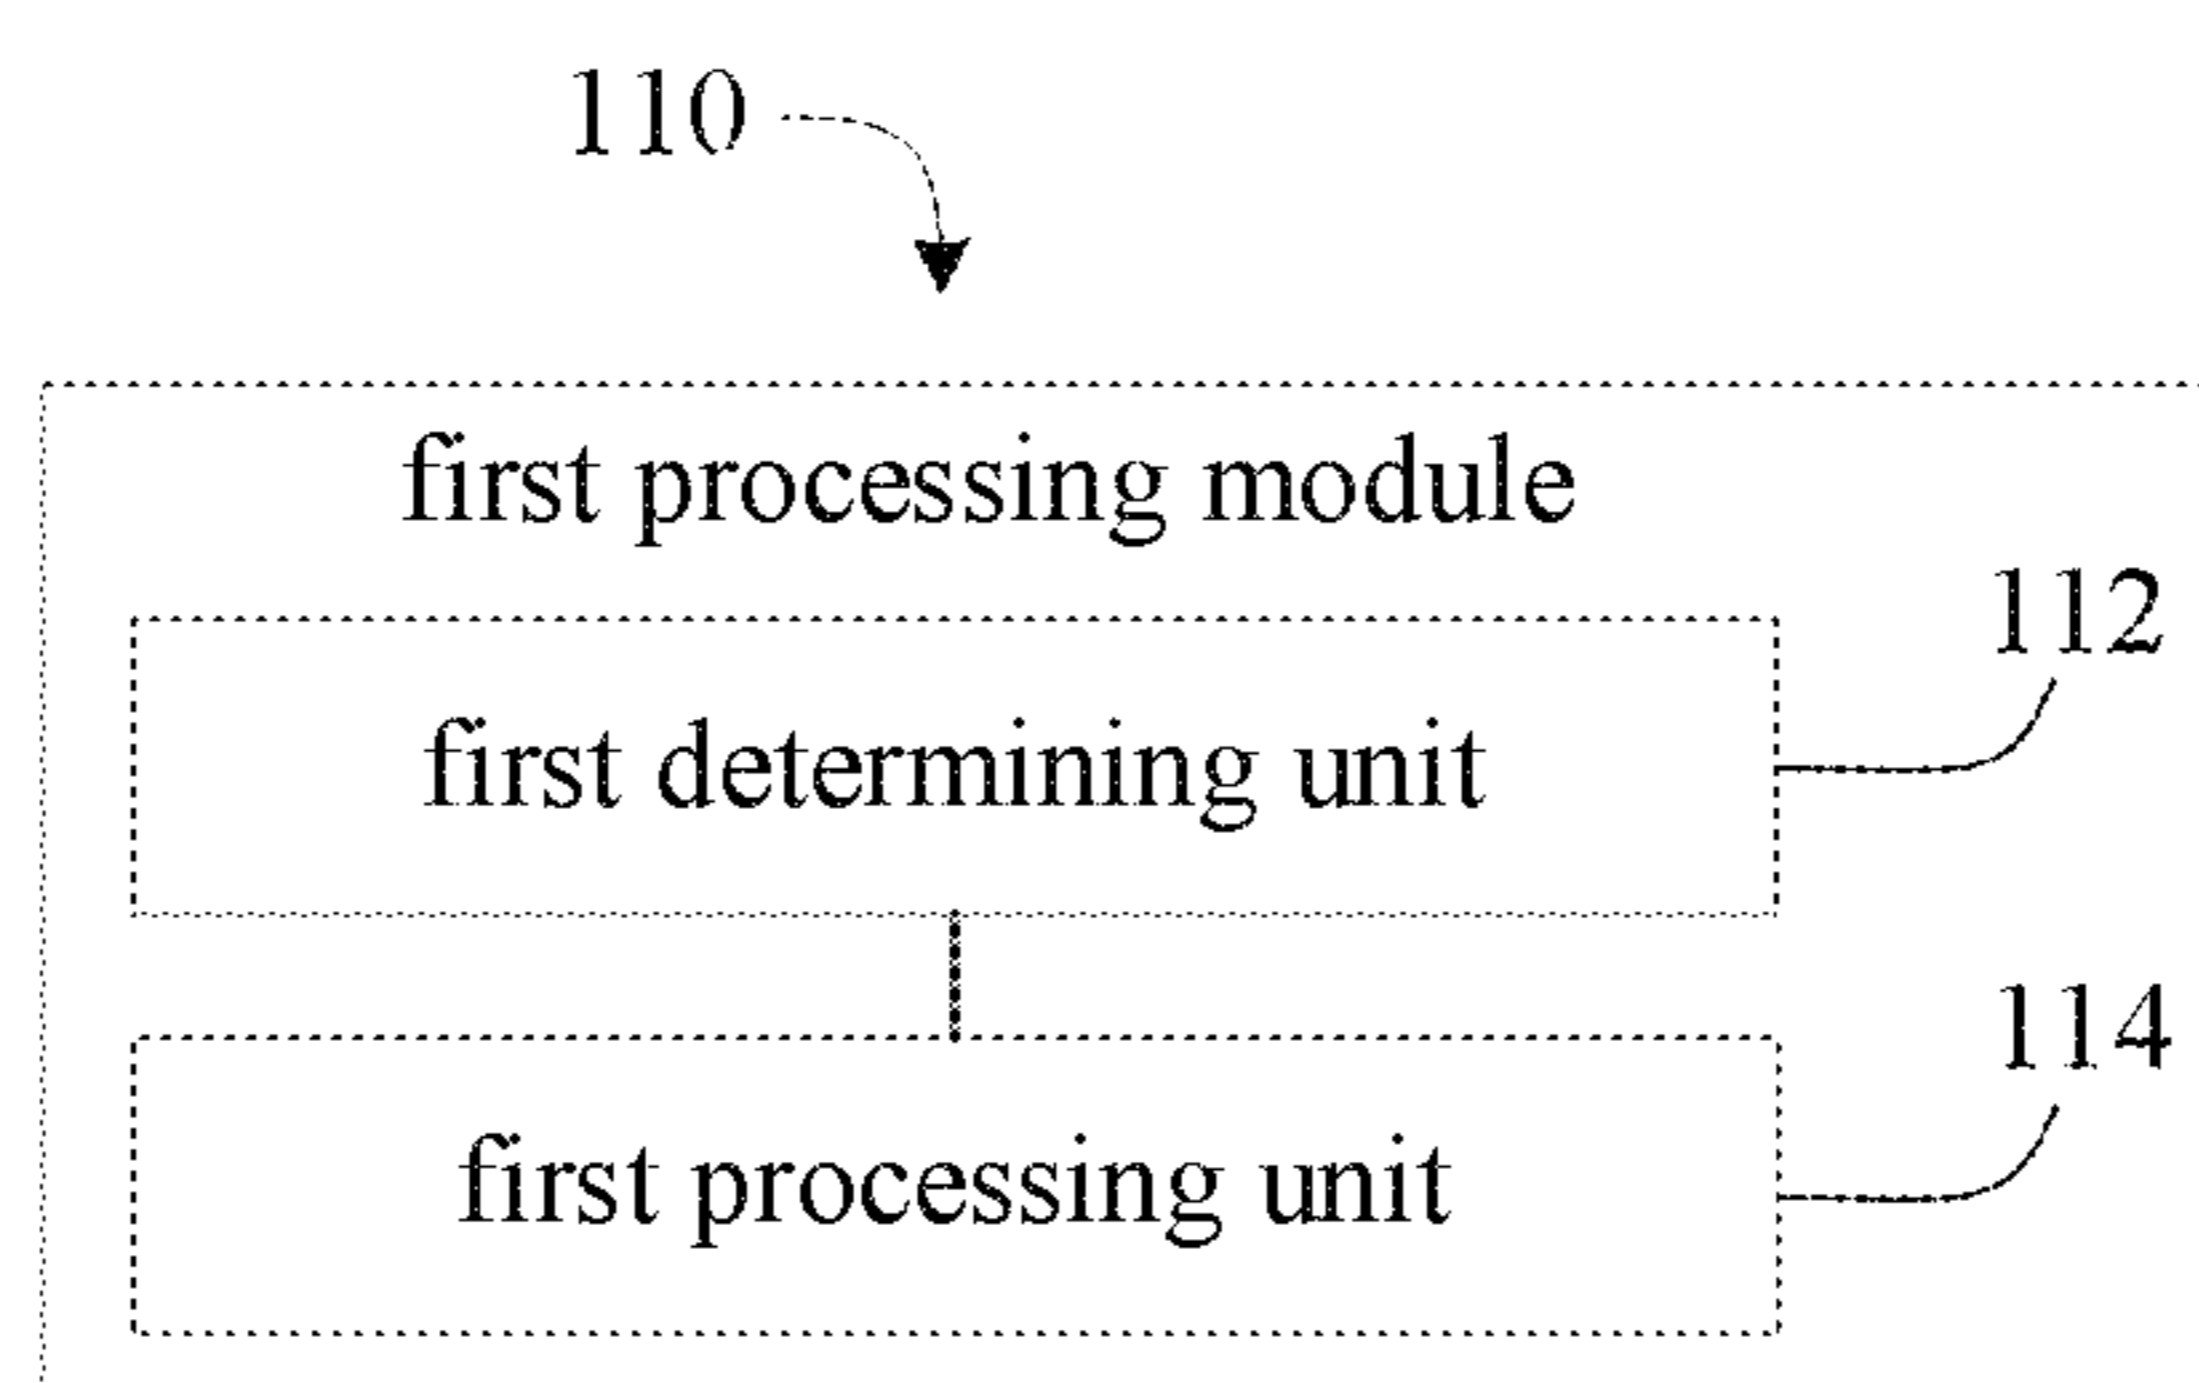 110
first processing module
112
first determining unit
114
first processing unit